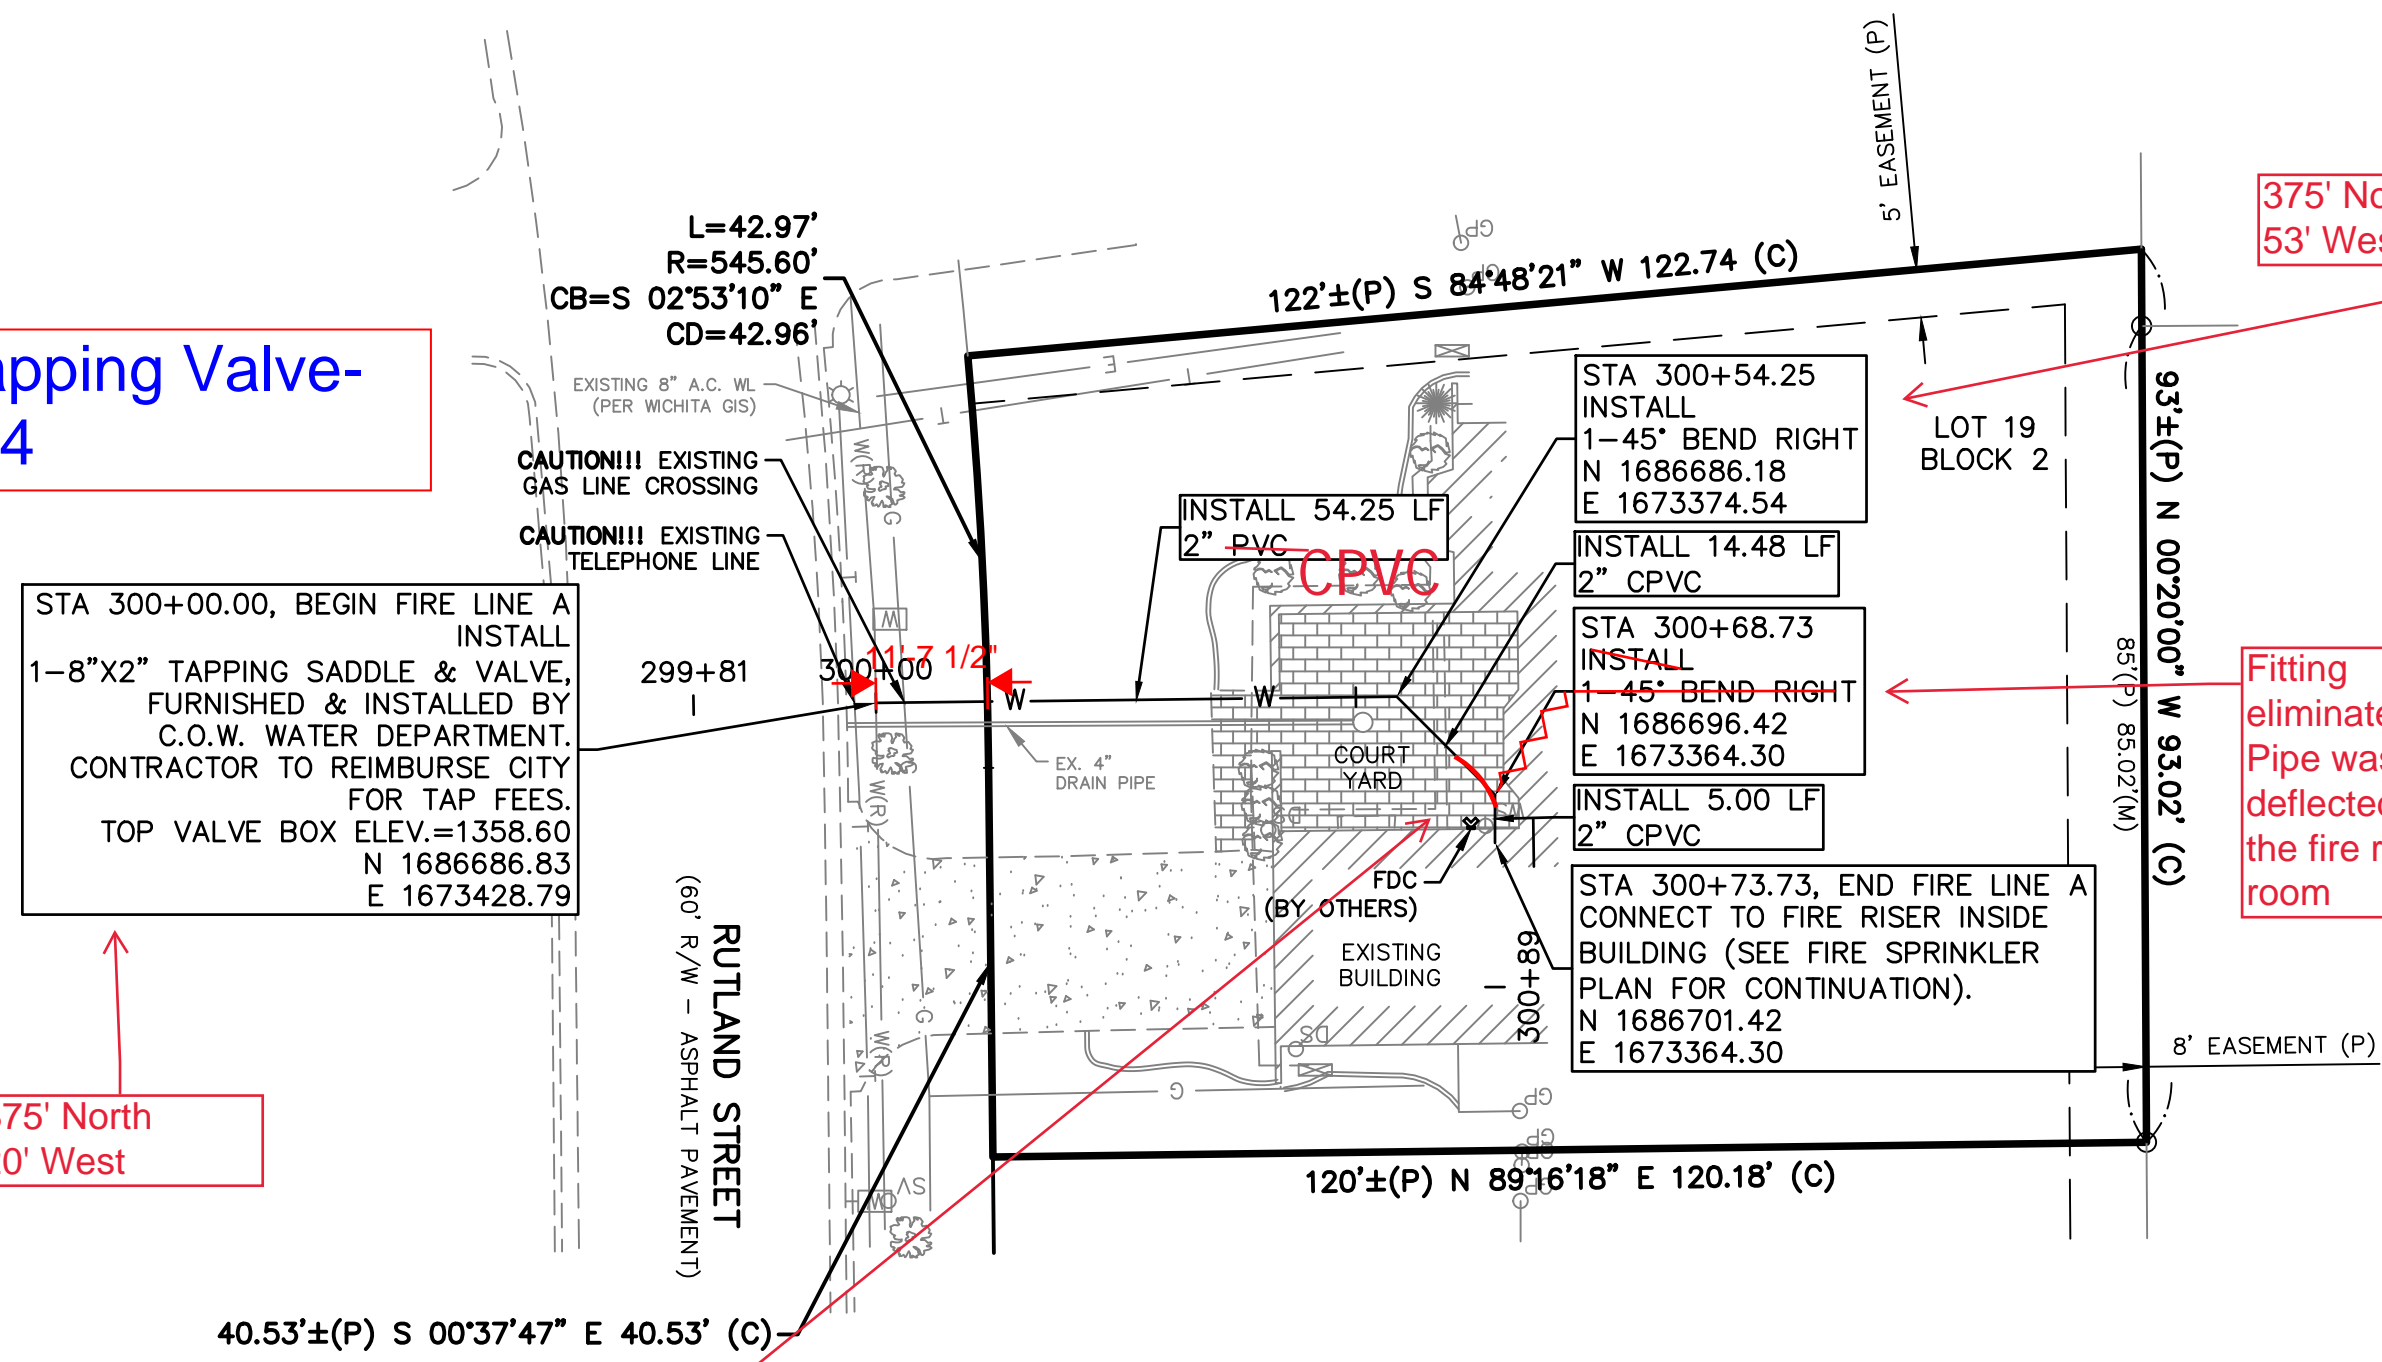 5' EASEMENT (P)
L=42.97'
R=545.60'
CB=S 02°53'10" E
CD=42.96'
122'±(P) S 84°48'21" W 122.74 (C)
GP
GP
375' No
53' Wes
apping Valve-
4
EXISTING 8" A.C. WL
(PER WICHITA GIS)
CAUTION!!! EXISTING
GAS LINE CROSSING
CAUTION!!! EXISTING
TELEPHONE LINE
E
T
T
W(R)
G
T
W
INSTALL 54.25 LF
2" PVC
CPVC
STA 300+54.25
INSTALL
1-45° BEND RIGHT
N 1686686.18
E 1673374.54
LOT 19
BLOCK 2
INSTALL 14.48 LF
2" CPVC
93'±(P) N 00°20'00" W 93.02' (C)
85'(P) 85.02'(M)
STA 300+00.00, BEGIN FIRE LINE A
INSTALL
1-8"X2" TAPPING SADDLE & VALVE,
FURNISHED & INSTALLED BY
C.O.W. WATER DEPARTMENT.
CONTRACTOR TO REIMBURSE CITY
FOR TAP FEES.
TOP VALVE BOX ELEV.=1358.60
N 1686686.83
E 1673428.79
299+81
300+00
11'-7 1/2"
W
W
STA 300+68.73
INSTALL
1-45° BEND RIGHT
N 1686696.42
E 1673364.30
Fitting
eliminate
Pipe was
deflected
the fire r
room
EX. 4"
DRAIN PIPE
COURT
YARD
W
DS
W(R)
T
INSTALL 5.00 LF
2" CPVC
FDC
(BY OTHERS)
EXISTING
BUILDING
300+89
STA 300+73.73, END FIRE LINE A
CONNECT TO FIRE RISER INSIDE
BUILDING (SEE FIRE SPRINKLER
PLAN FOR CONTINUATION).
N 1686701.42
E 1673364.30
8' EASEMENT (P)
RUTLAND STREET
(60' R/W - ASPHALT PAVEMENT)
G
W(R)
DS
G
GP
GP
GP
GP
75' North
0' West
SV
W
120'±(P) N 89°16'18" E 120.18' (C)
40.53'±(P) S 00°37'47" E 40.53' (C)